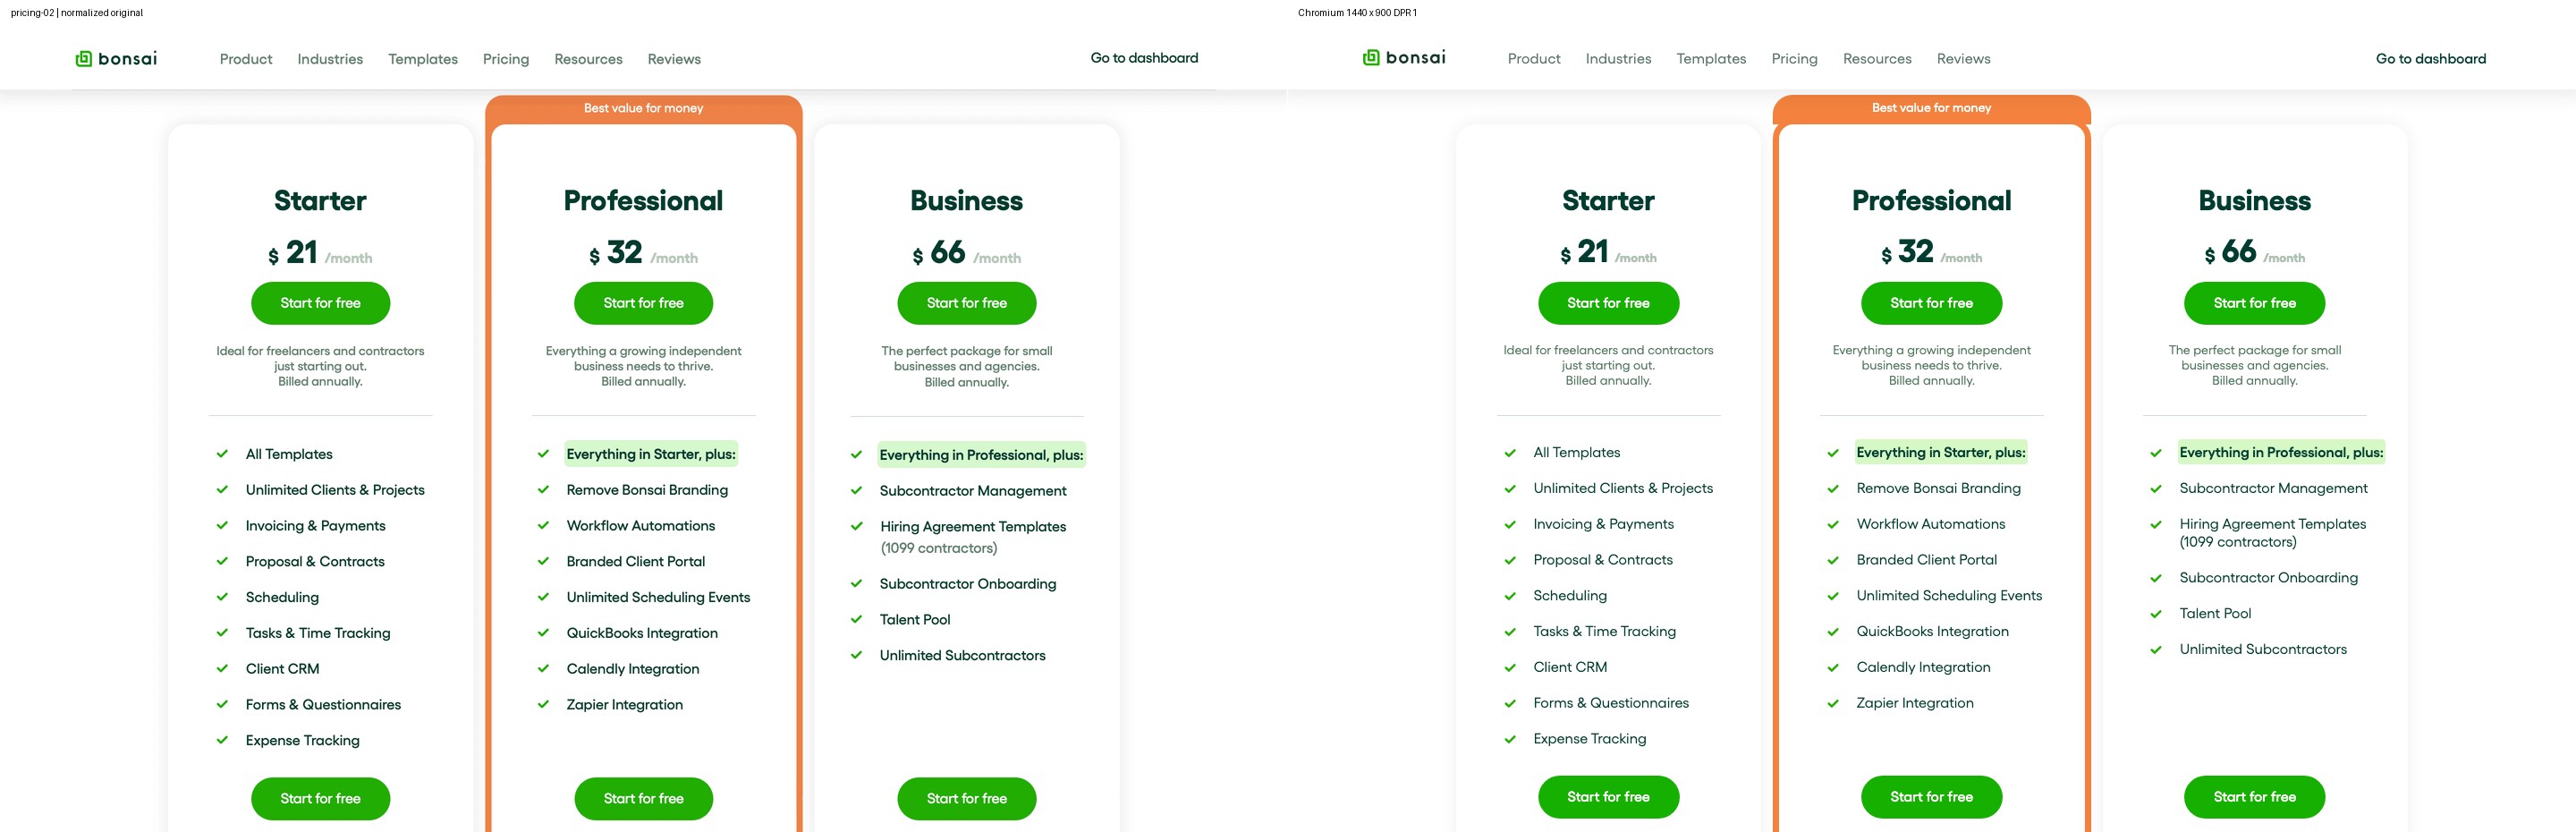 pricing-02 | normalized original
bonsai
Product Industries Templates Pricing Resources Reviews
Go to dashboard
Best value for money
Starter
$ 21 /month
Start for free
Ideal for freelancers and contractors
just starting out.
Billed annually.
All Templates
Unlimited Clients & Projects
Invoicing & Payments
Proposal & Contracts
Scheduling
Tasks & Time Tracking
Client CRM
Forms & Questionnaires
Expense Tracking
Start for free
Professional
$ 32 /month
Start for free
Everything a growing independent
business needs to thrive.
Billed annually.
Everything in Starter, plus:
Remove Bonsai Branding
Workflow Automations
Branded Client Portal
Unlimited Scheduling Events
QuickBooks Integration
Calendly Integration
Zapier Integration
Start for free
Business
$ 66 /month
Start for free
The perfect package for small
businesses and agencies.
Billed annually.
Everything in Professional, plus:
Subcontractor Management
Hiring Agreement Templates
(1099 contractors)
Subcontractor Onboarding
Talent Pool
Unlimited Subcontractors
Start for free
Chromium 1440 x 900 DPR 1
bonsai
Product Industries Templates Pricing Resources Reviews
Go to dashboard
Best value for money
Starter
$ 21 /month
Start for free
Ideal for freelancers and contractors
just starting out.
Billed annually.
All Templates
Unlimited Clients & Projects
Invoicing & Payments
Proposal & Contracts
Scheduling
Tasks & Time Tracking
Client CRM
Forms & Questionnaires
Expense Tracking
Start for free
Professional
$ 32 /month
Start for free
Everything a growing independent
business needs to thrive.
Billed annually.
Everything in Starter, plus:
Remove Bonsai Branding
Workflow Automations
Branded Client Portal
Unlimited Scheduling Events
QuickBooks Integration
Calendly Integration
Zapier Integration
Start for free
Business
$ 66 /month
Start for free
The perfect package for small
businesses and agencies.
Billed annually.
Everything in Professional, plus:
Subcontractor Management
Hiring Agreement Templates
(1099 contractors)
Subcontractor Onboarding
Talent Pool
Unlimited Subcontractors
Start for free